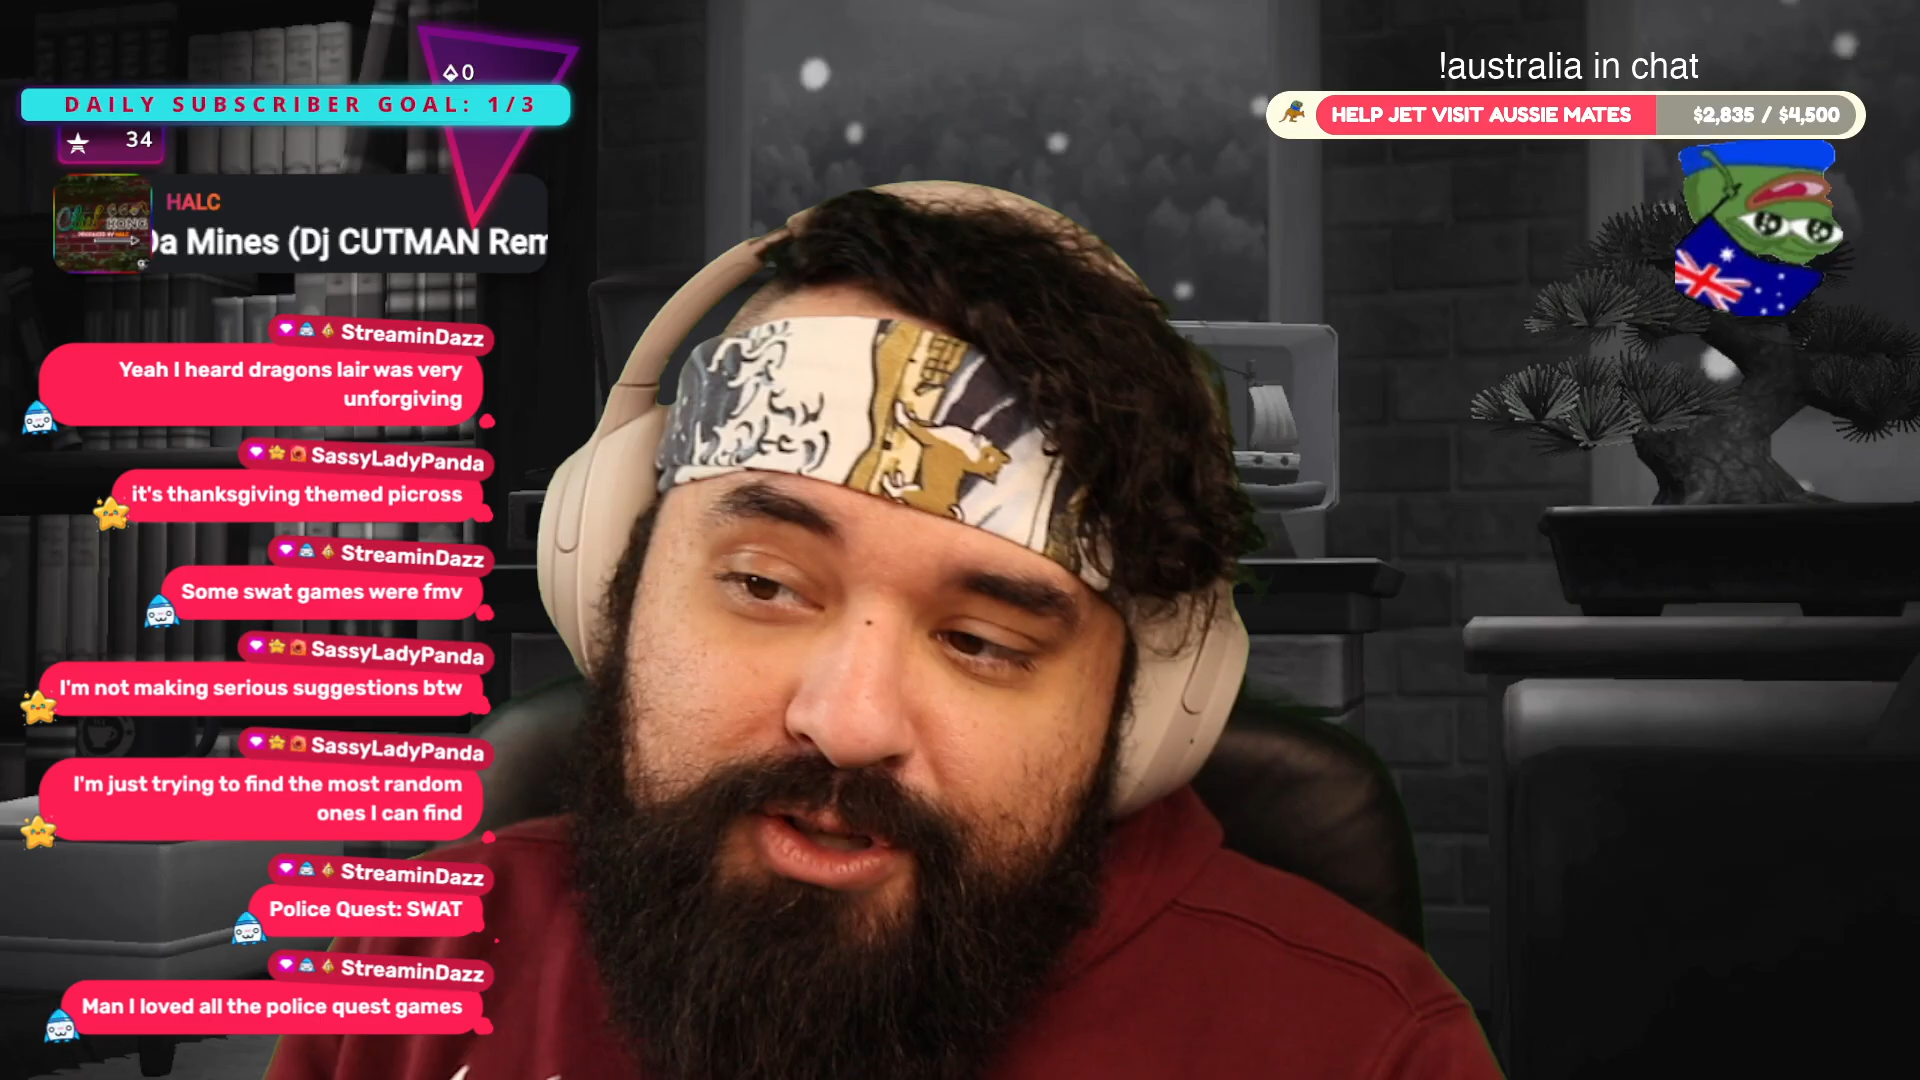 0
DAILY SUBSCRIBER GOAL: 1/3
34
HALC
Da Mines (Dj CUTMAN Rem
!australia in chat
HELP JET VISIT AUSSIE MATES $2,835 / $4,500
StreaminDazz
Yeah I heard dragons lair was very
unforgiving
SassyLadyPanda
it's thanksgiving themed picross
StreaminDazz
Some swat games were fmv
SassyLadyPanda
I'm not making serious suggestions btw
SassyLadyPanda
I'm just trying to find the most random
ones I can find
StreaminDazz
Police Quest: SWAT
StreaminDazz
Man I loved all the police quest games